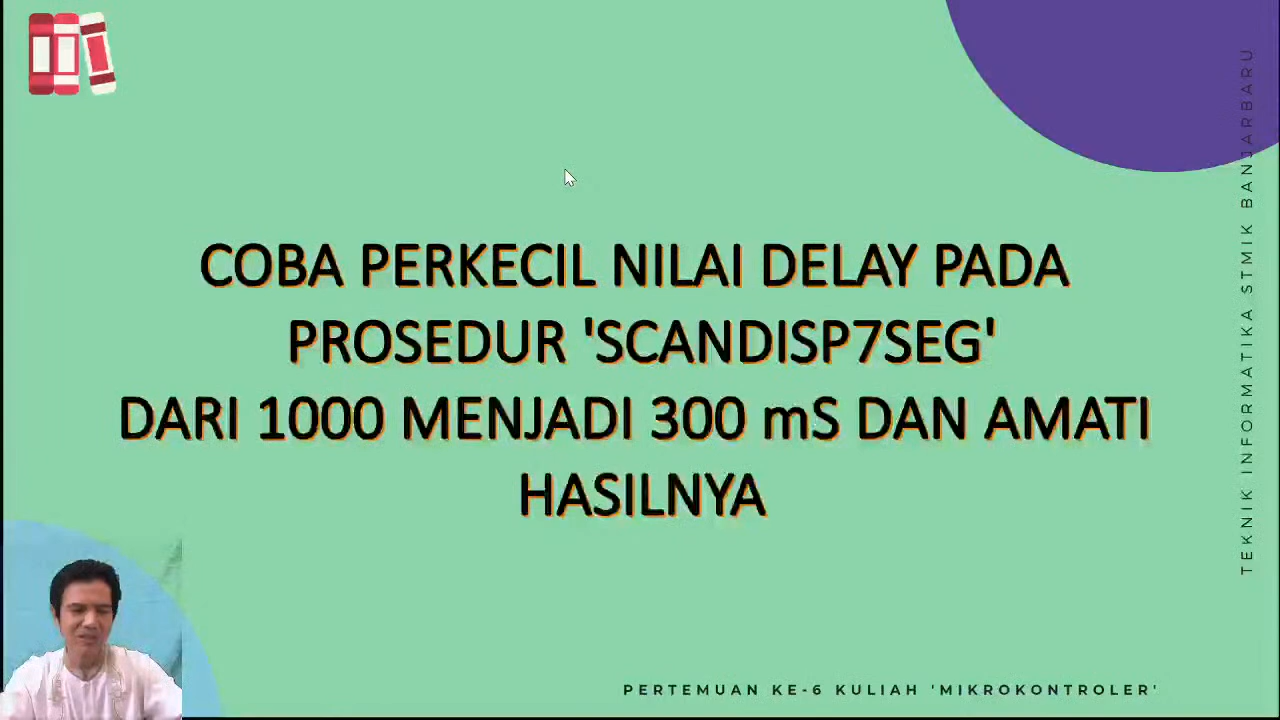 COBA PERKECIL NILAI DELAY PADA
PROSEDUR 'SCANDISP7SEG'
DARI 1000 MENJADI 300 mS DAN AMATI
HASILNYA
TEKNIK INFORMATIKA STMIK BANJARBARU
PERTEMUAN KE-6 KULIAH 'MIKROKONTROLER'